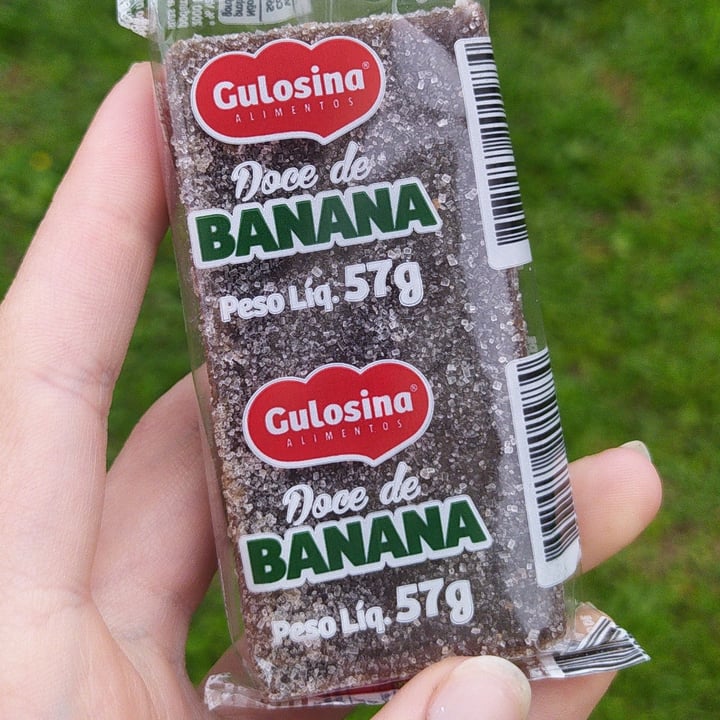 Gulosina®
ALIMENTOS
Doce de
BANANA
Peso Líq. 57g
Gulosina®
ALIMENTOS
Doce de
BANANA
Peso Líq. 57g